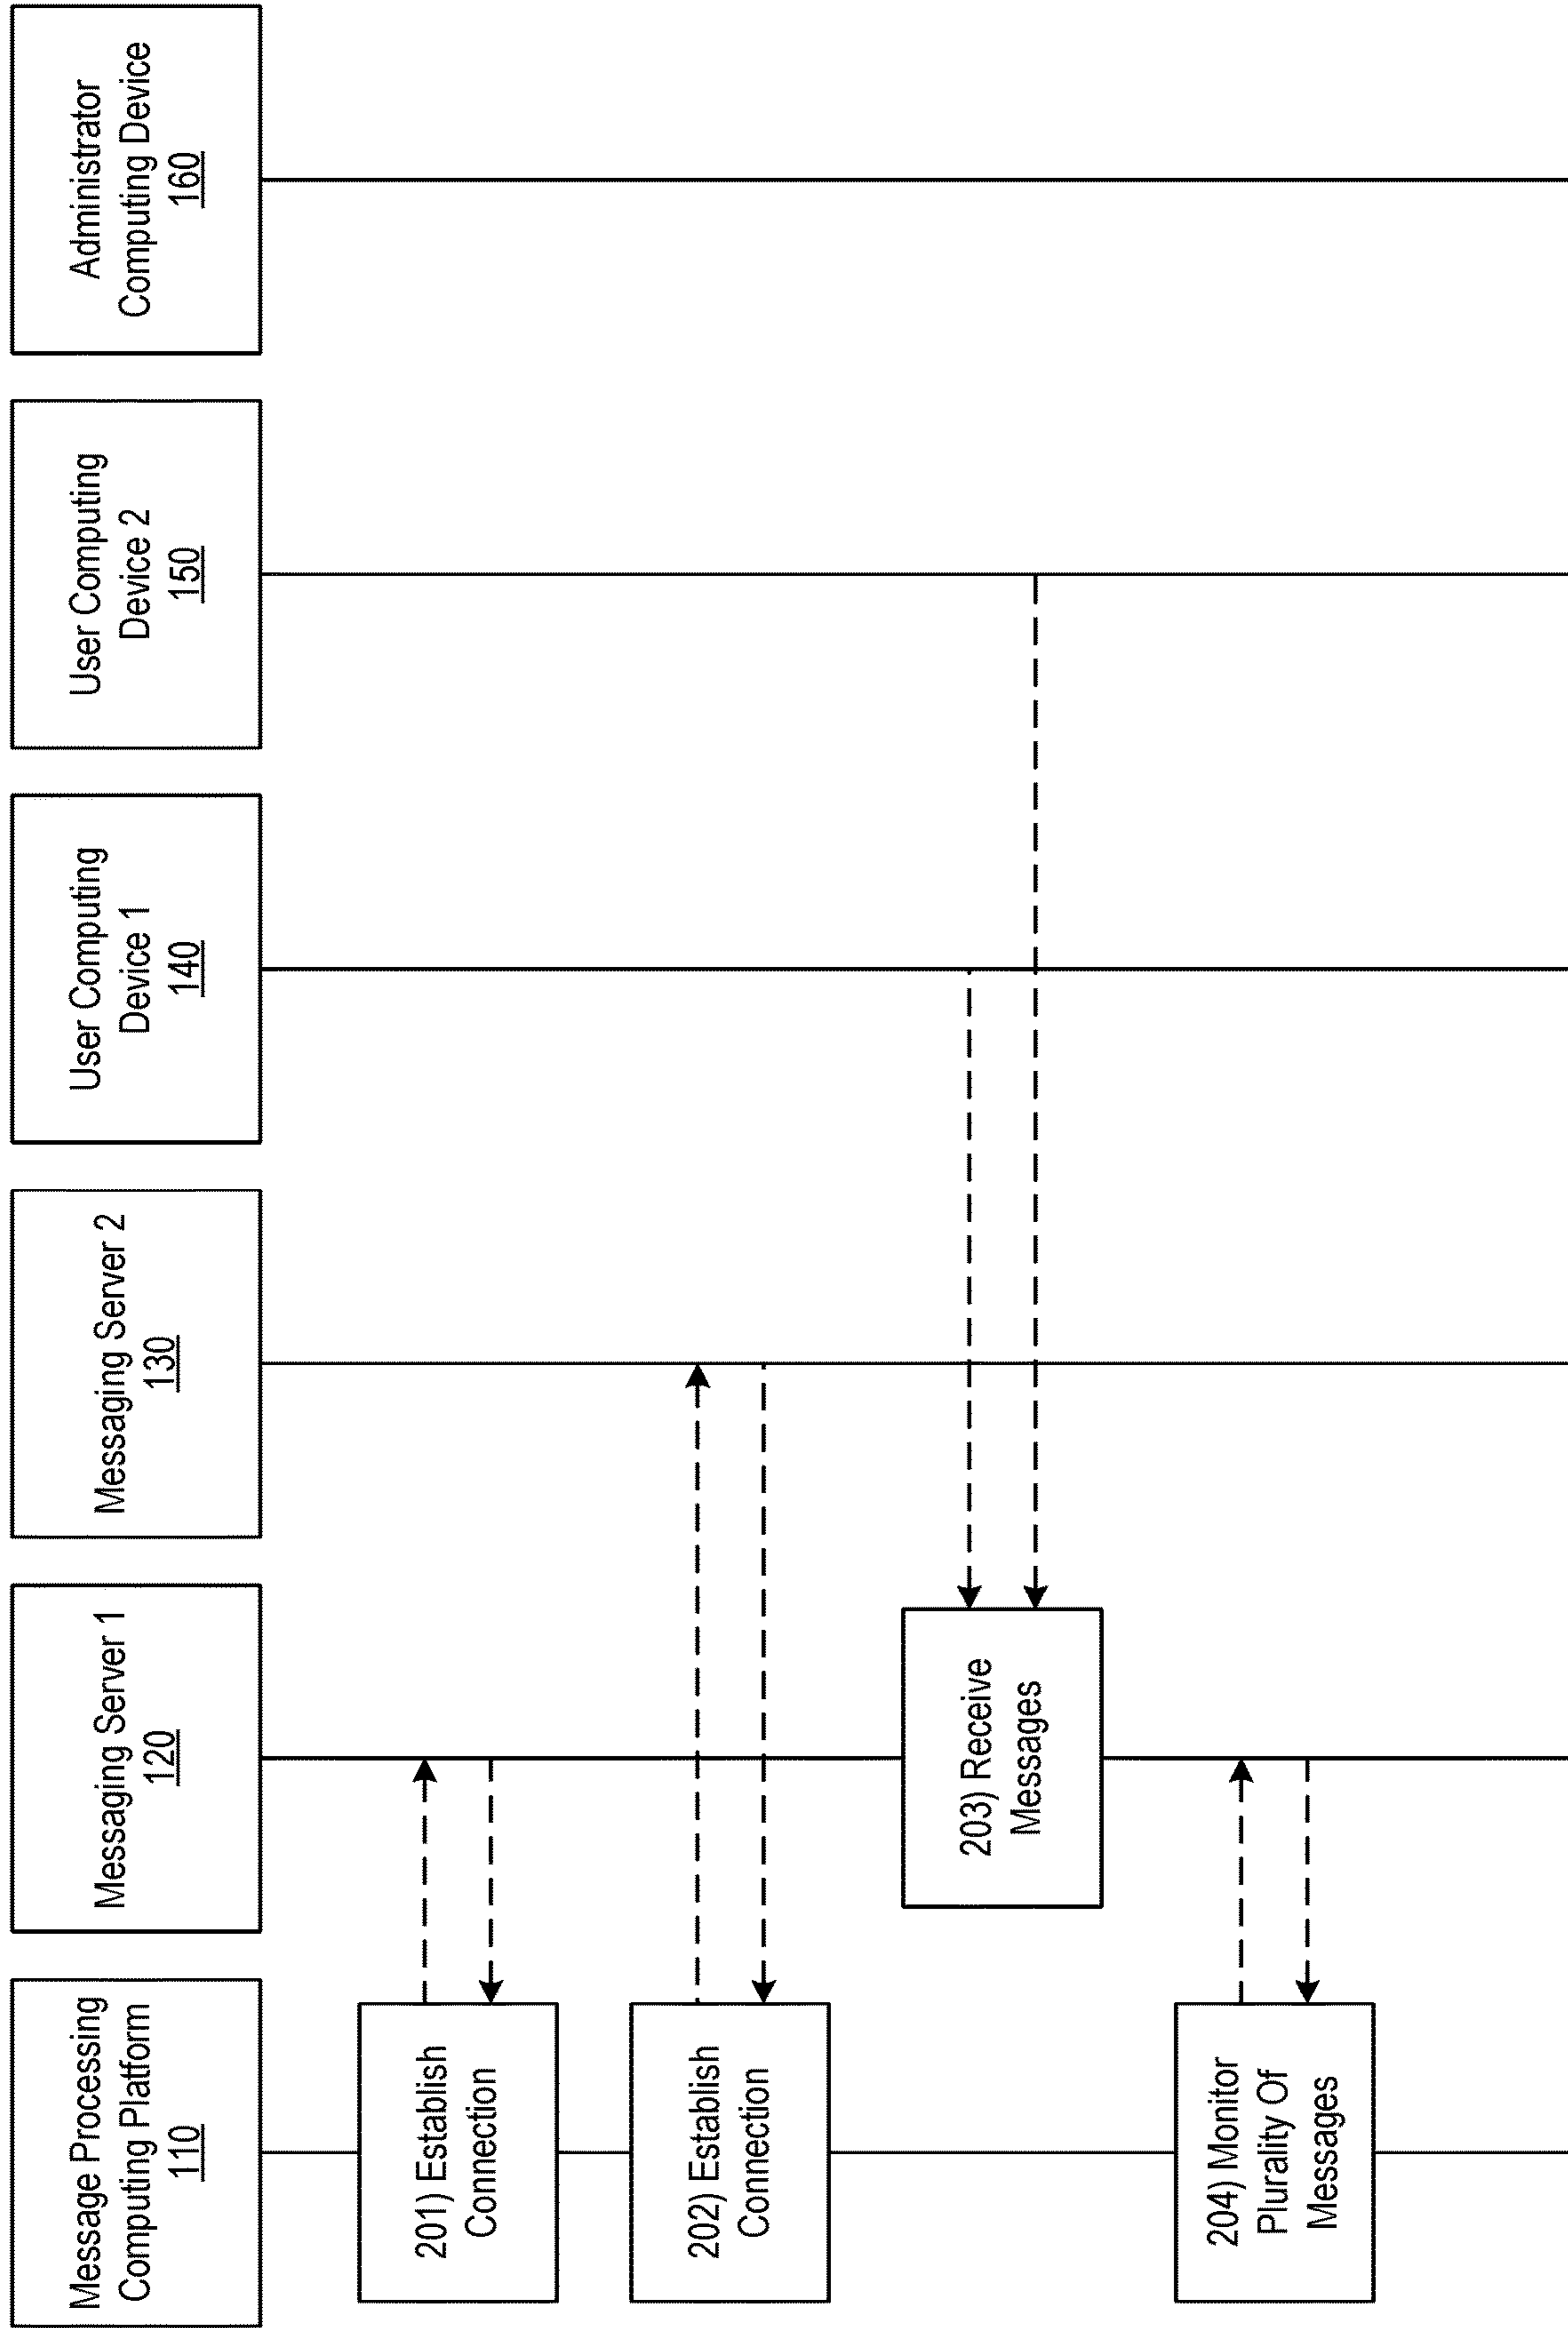 Message Processing
Computing Platform
110
Messaging Server 1
120
Messaging Server 2
130
User Computing
Device 1
140
User Computing
Device 2
150
Administrator
Computing Device
160
201) Establish
Connection
202) Establish
Connection
203) Receive
Messages
204) Monitor
Plurality Of
Messages